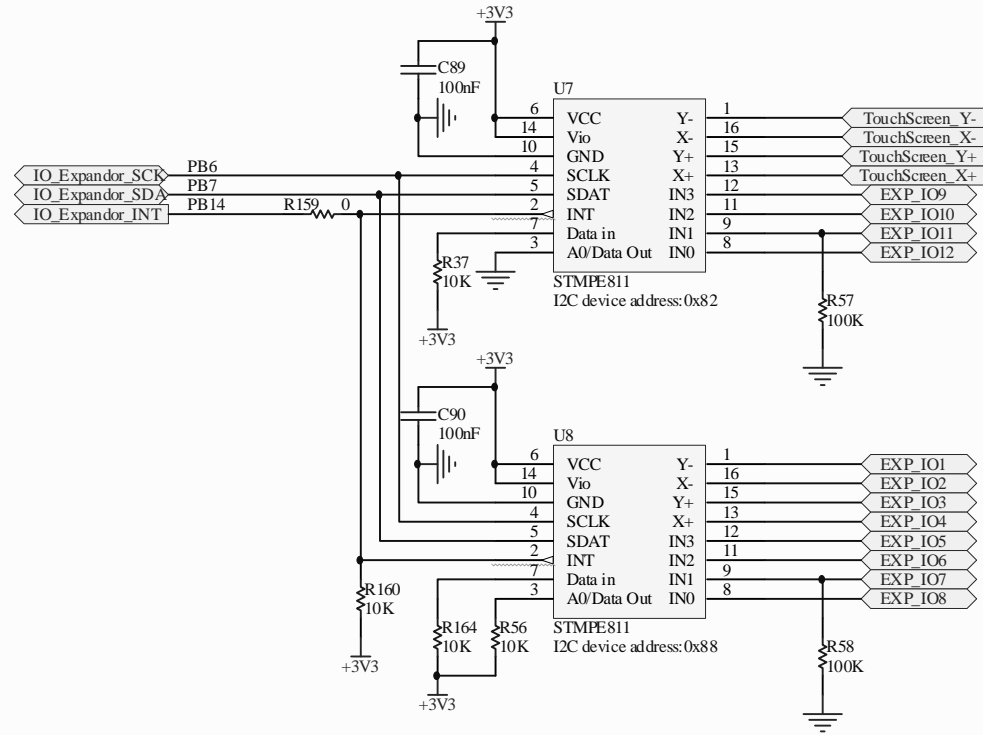 +3V3
C89
100nF
U7
6 VCC Y- 1 TouchScreen_Y-
14 Vio X- 16 TouchScreen_X-
10 GND Y+ 15 TouchScreen_Y+
IO_Expandor_SCK PB6 4 SCLK X+ 13 TouchScreen_X+
IO_Expandor_SDA PB7 5 SDAT IN3 12 EXP_IO9
IO_Expandor_INT PB14 R159 0 2 INT IN2 11 EXP_IO10
7 Data in IN1 9 EXP_IO11
3 A0/Data Out IN0 8 EXP_IO12
R37
10K
STMPE811
I2C device address:0x82
R57
100K
+3V3
+3V3
C90
100nF
U8
6 VCC Y- 1 EXP_IO1
14 Vio X- 16 EXP_IO2
10 GND Y+ 15 EXP_IO3
4 SCLK X+ 13 EXP_IO4
5 SDAT IN3 12 EXP_IO5
2 INT IN2 11 EXP_IO6
7 Data in IN1 9 EXP_IO7
3 A0/Data Out IN0 8 EXP_IO8
R160
10K
R164
10K
R56
10K
STMPE811
I2C device address:0x88
R58
100K
+3V3
+3V3